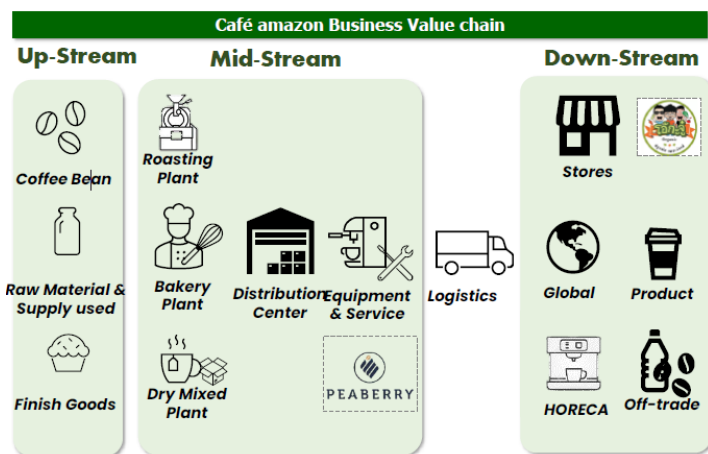 Café amazon Business Value chain
Up-Stream
Mid-Stream
Down-Stream
Coffee Bean
Raw Material &
Supply used
Finish Goods
Roasting
Plant
Bakery
Plant
Dry Mixed
Plant
Distribution
Center
Equipment
& Service
PEABERRY
Logistics
Stores
Global
Product
HORECA
Off-trade